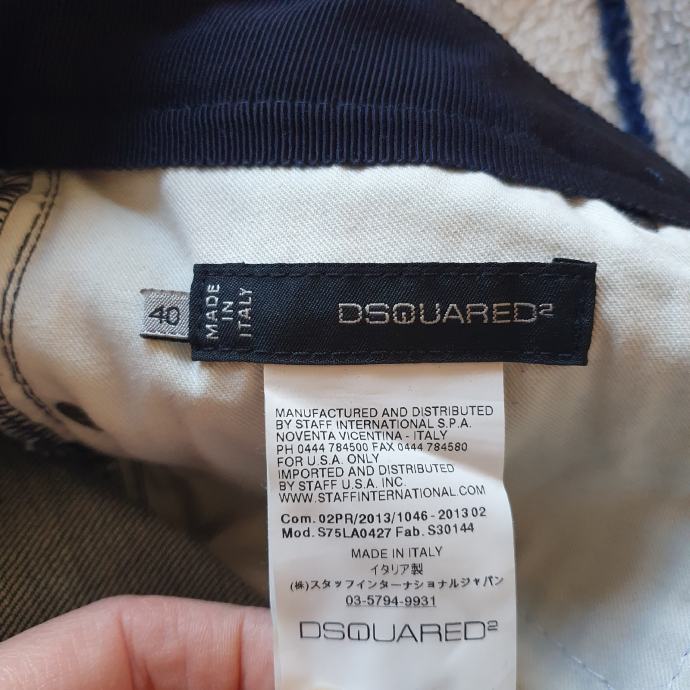 40
MADE
IN
ITALY
DSQUARED2
MANUFACTURED AND DISTRIBUTED
BY STAFF INTERNATIONAL S.P.A.
NOVENTA VICENTINA - ITALY
PH 0444 784500 FAX 0444 784580
FOR U.S.A. ONLY
IMPORTED AND DISTRIBUTED
BY STAFF U.S.A. INC.
WWW.STAFFINTERNATIONAL.COM
Com. 02PR/2013/1046 - 2013 02
Mod. S75LA0427 Fab. S30144
MADE IN ITALY
イタリア製
(株)スタッフインターナショナルジャパン
03-5794-9931
DSQUARED2